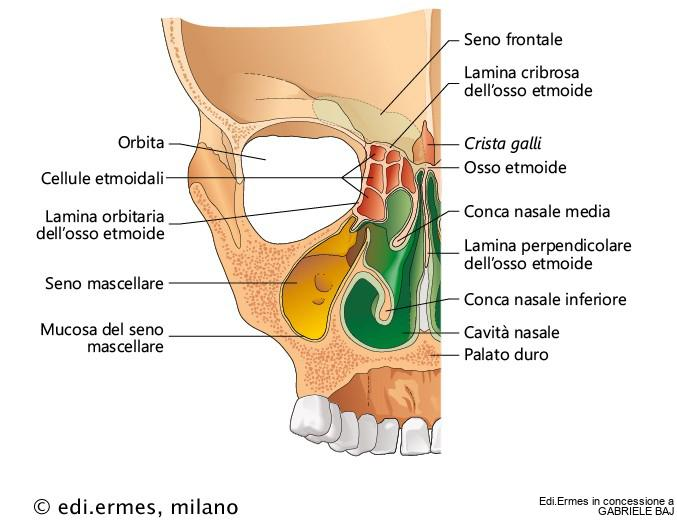 Seno frontale
Lamina cribrosa
dell'osso etmoide
Orbita
Crista galli
Osso etmoide
Cellule etmoidali
Lamina orbitaria
dell'osso etmoide
Conca nasale media
Lamina perpendicolare
dell'osso etmoide
Seno mascellare
Conca nasale inferiore
Mucosa del seno
mascellare
Cavità nasale
Palato duro
© edi.ermes, milano
Edi.Ermes in concessione a
GABRIELE BAJ